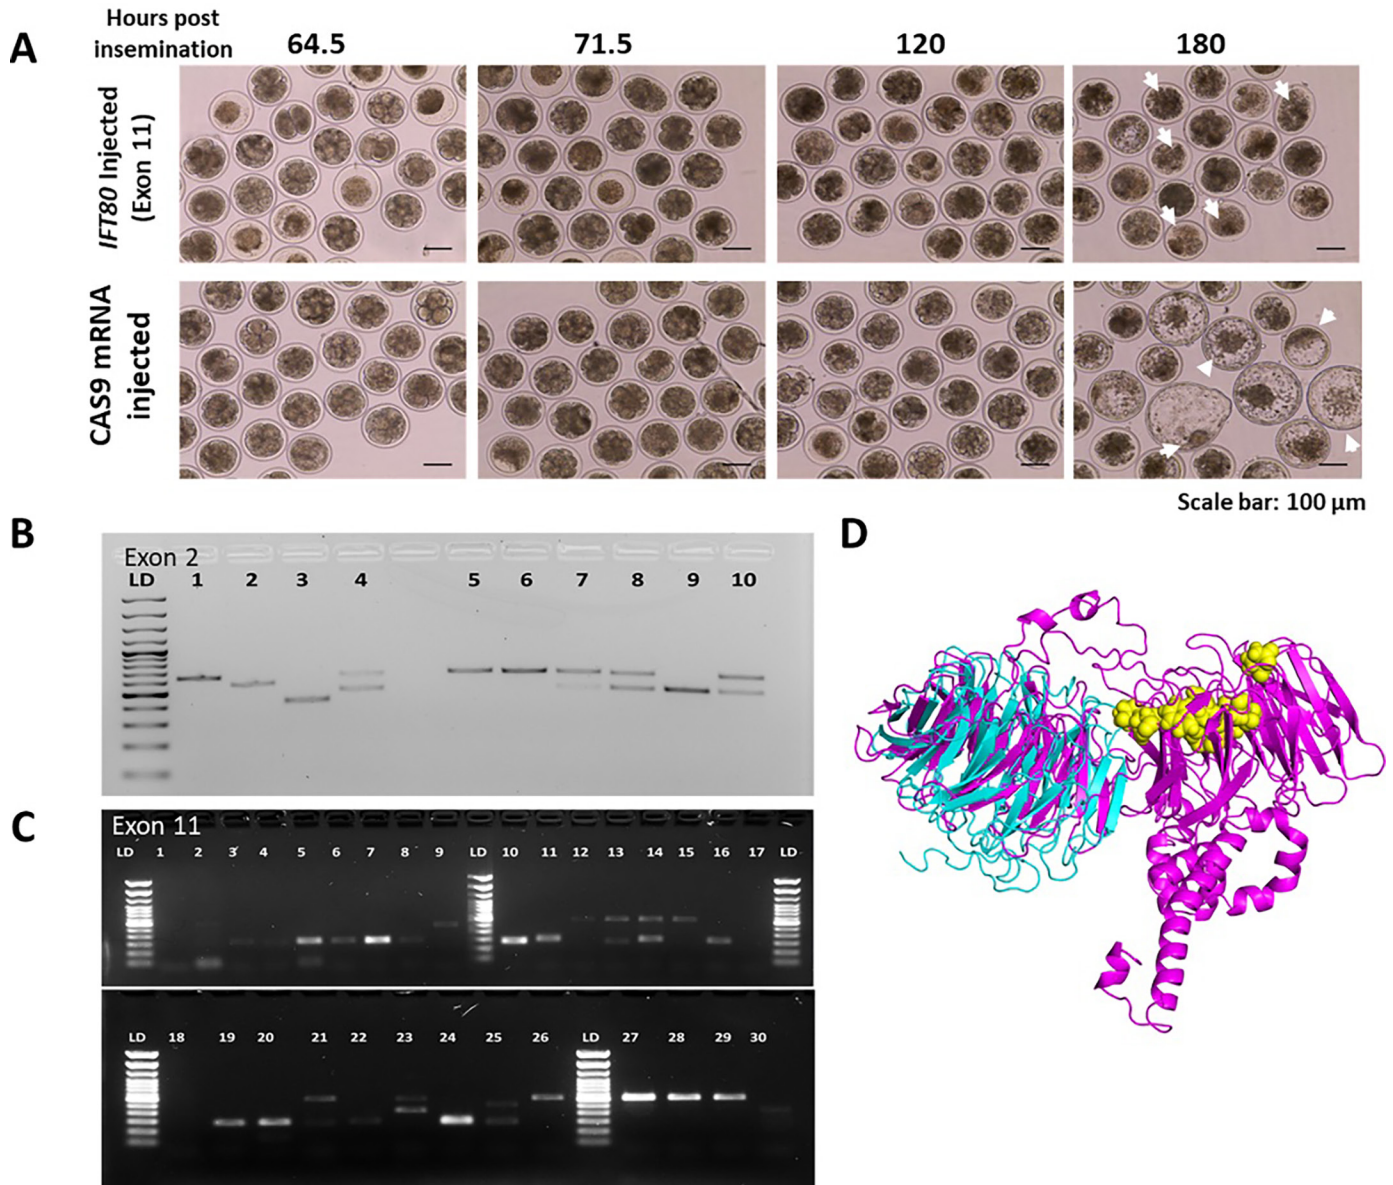 A
Hours post
insemination
64.5
71.5
120
180
IFT80 Injected
(Exon 11)
CAS9 mRNA
injected
Scale bar: 100 µm
B
Exon 2
LD 1 2 3 4 5 6 7 8 9 10
C
Exon 11
LD 1 2 3 4 5 6 7 8 9 LD 10 11 12 13 14 15 16 17 LD
LD 18 19 20 21 22 23 24 25 26 LD 27 28 29 30
D